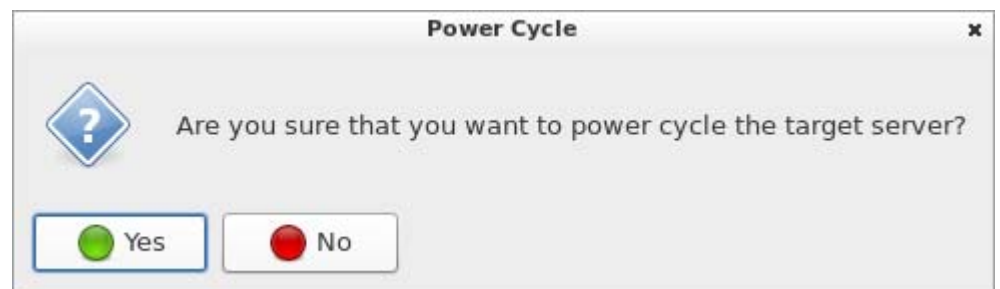 Power Cycle
?
Are you sure that you want to power cycle the target server?
Yes
No